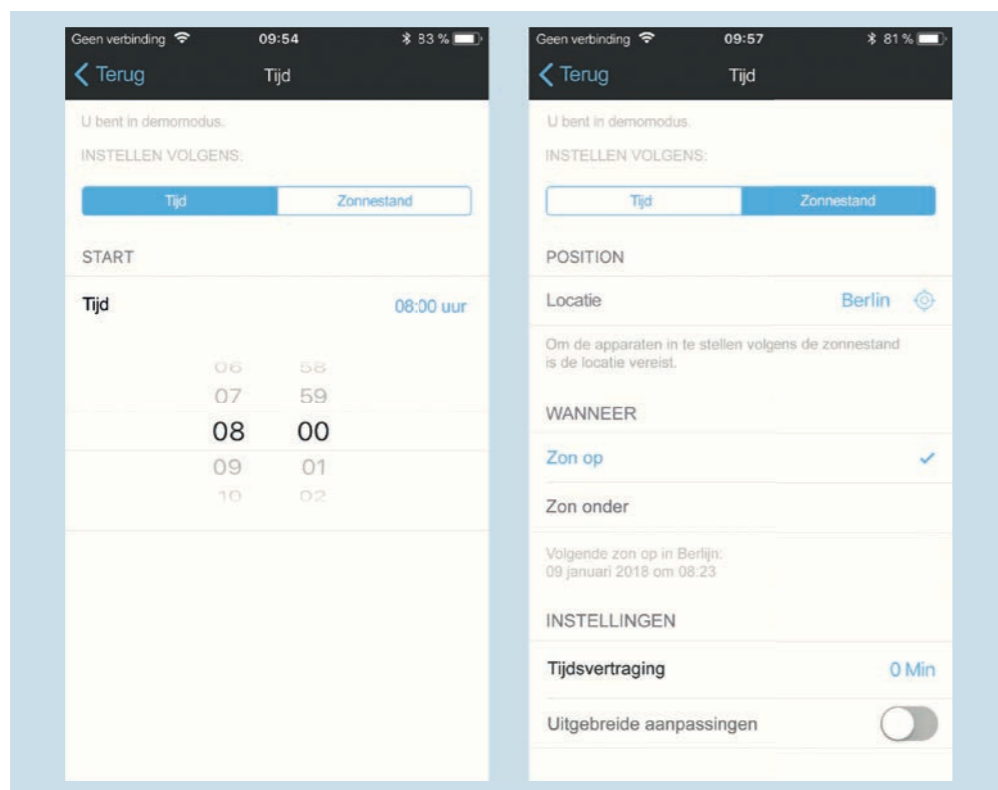 Geen verbinding 09:54 83 %
Terug Tijd
U bent in demomodus.
INSTELLEN VOLGENS:
Tijd Zonnestand
START
Tijd 08:00 uur
06 58
07 59
08 00
09 01
10 02
Geen verbinding 09:57 81 %
Terug Tijd
U bent in demomodus.
INSTELLEN VOLGENS:
Tijd Zonnestand
POSITION
Locatie Berlin
Om de apparaten in te stellen volgens de zonnestand
is de locatie vereist.
WANNEER
Zon op
Zon onder
Volgende zon op in Berlijn:
09 januari 2018 om 08:23
INSTELLINGEN
Tijdsvertraging 0 Min
Uitgebreide aanpassingen